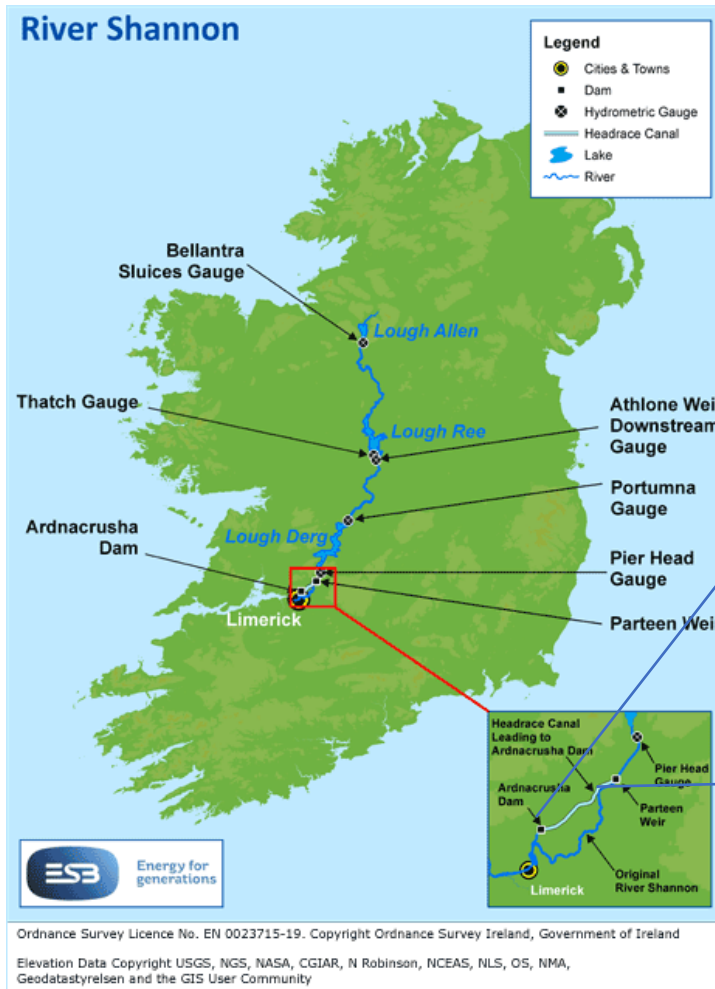 River Shannon
Legend
Cities & Towns
Dam
Hydrometric Gauge
Headrace Canal
Lake
River
Bellantra
Sluices Gauge
Lough Allen
Thatch Gauge
Lough Ree
Athlone Wei
Downstream
Gauge
Portumna
Gauge
Ardnacrusha
Dam
Lough Derg
Pier Head
Gauge
Limerick
Parteen Wei
Headrace Canal
Leading to
Ardnacrusha Dam
Pier Head
Gauge
Ardnacrusha
Dam
Parteen
Weir
Original
River Shannon
Limerick
ESB
Energy for
generations
Ordnance Survey Licence No. EN 0023715-19. Copyright Ordnance Survey Ireland, Government of Ireland
Elevation Data Copyright USGS, NGS, NASA, CGIAR, N Robinson, NCEAS, NLS, OS, NMA,
Geodatastyrelsen and the GIS User Community